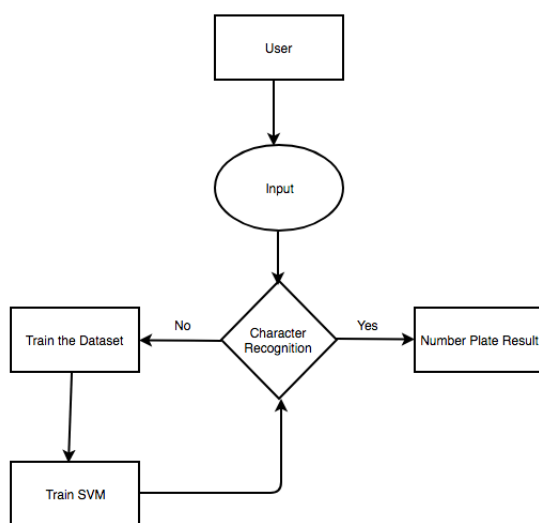 User
Input
No
Character
Recognition
Yes
Train the Dataset
Number Plate Result
Train SVM